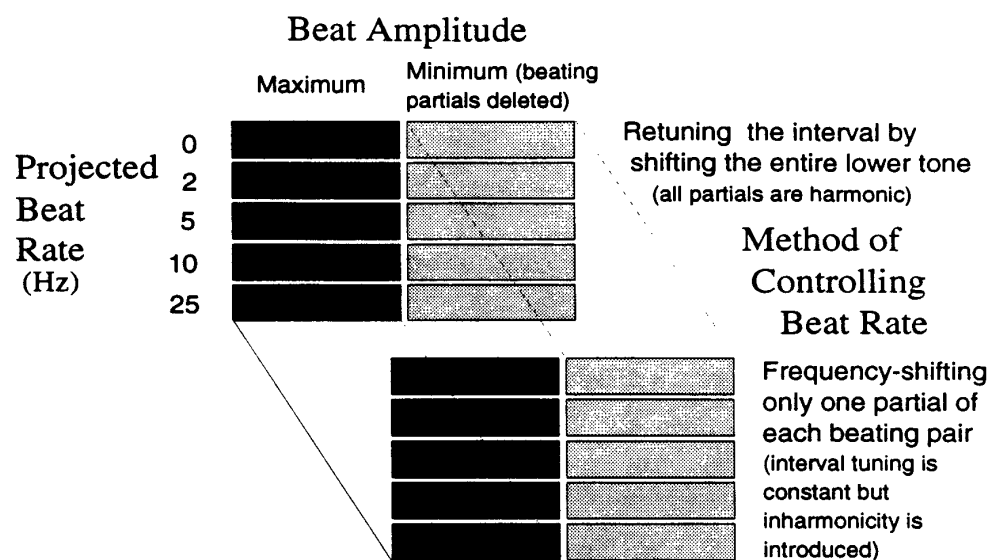 Beat Amplitude
Maximum
Minimum (beating
partials deleted)
Projected
Beat
Rate
(Hz)
0
2
5
10
25
Retuning the interval by
shifting the entire lower tone
(all partials are harmonic)
Method of
Controlling
Beat Rate
Frequency-shifting
only one partial of
each beating pair
(interval tuning is
constant but
inharmonicity is
introduced)